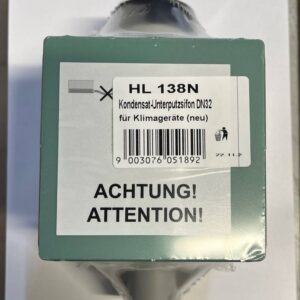 HL 138N
Kondensat-Unterputzsifon DN32
für Klimageräte (neu)
9 003076 051892
ACHTUNG!
ATTENTION!